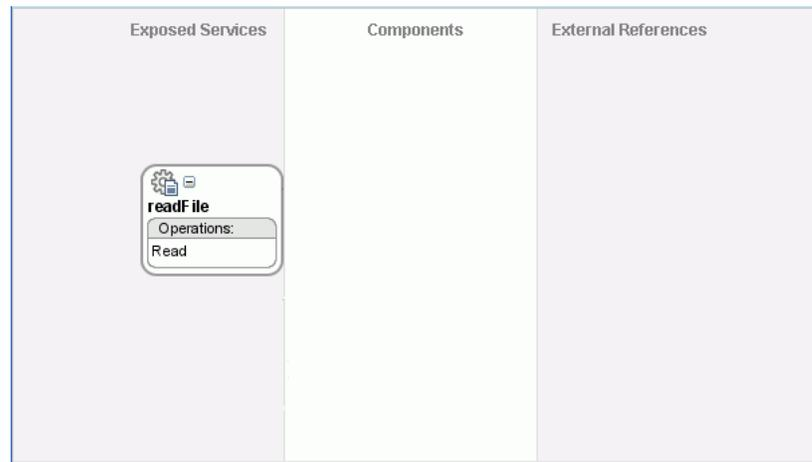 Exposed Services
Components
External References
readFile
Operations:
Read